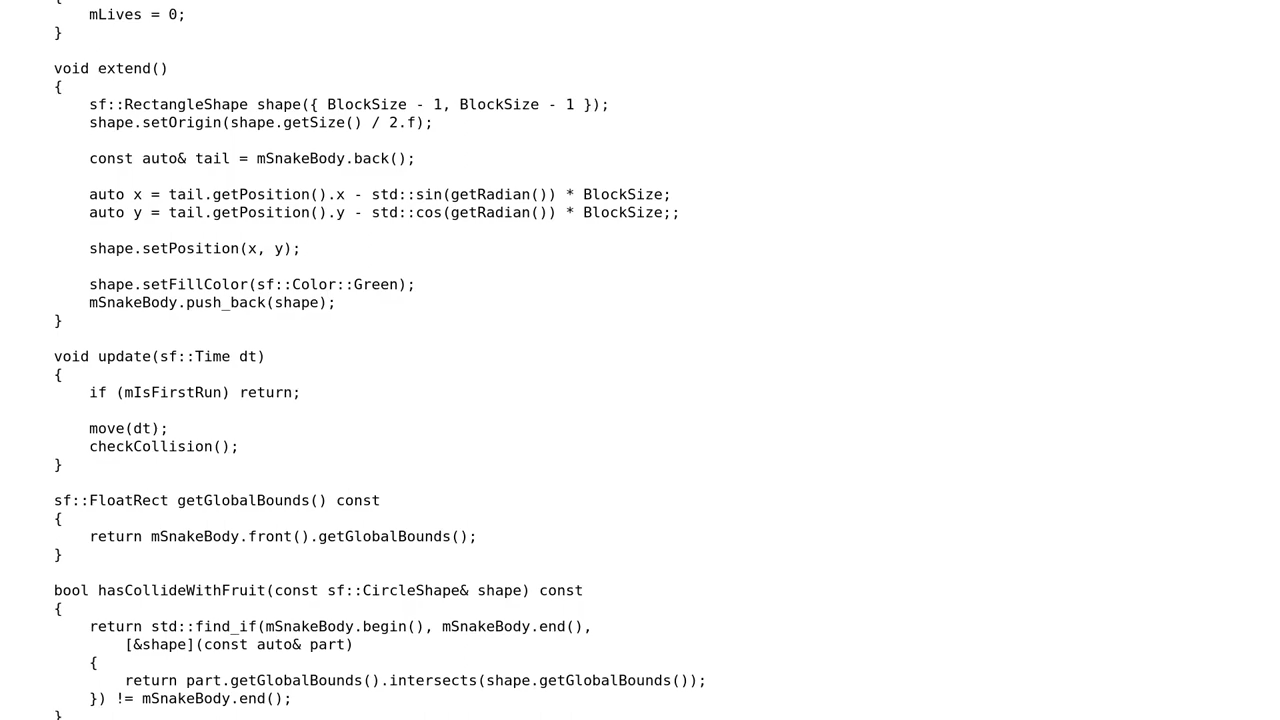 {
    mLives = 0;
}

void extend()
{
    sf::RectangleShape shape({ BlockSize - 1, BlockSize - 1 });
    shape.setOrigin(shape.getSize() / 2.f);

    const auto& tail = mSnakeBody.back();

    auto x = tail.getPosition().x - std::sin(getRadian()) * BlockSize;
    auto y = tail.getPosition().y - std::cos(getRadian()) * BlockSize;;

    shape.setPosition(x, y);

    shape.setFillColor(sf::Color::Green);
    mSnakeBody.push_back(shape);
}

void update(sf::Time dt)
{
    if (mIsFirstRun) return;

    move(dt);
    checkCollision();
}

sf::FloatRect getGlobalBounds() const
{
    return mSnakeBody.front().getGlobalBounds();
}

bool hasCollideWithFruit(const sf::CircleShape& shape) const
{
    return std::find_if(mSnakeBody.begin(), mSnakeBody.end(),
        [&shape](const auto& part)
    {
        return part.getGlobalBounds().intersects(shape.getGlobalBounds());
    }) != mSnakeBody.end();
}